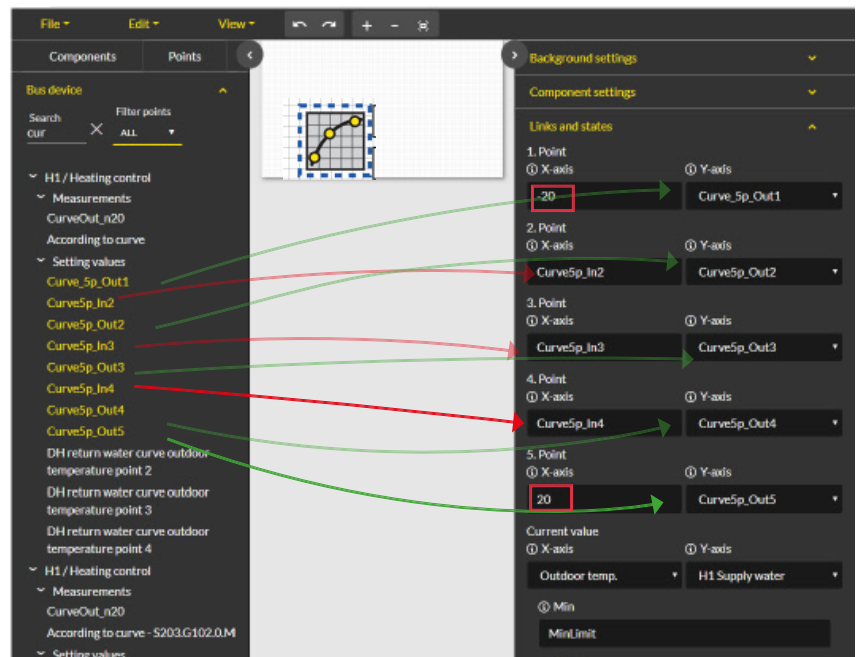 File Edit View
Components Points
Bus device
Search Filter points
cur ALL
H1 / Heating control
Measurements
CurveOut_n20
According to curve
Setting values
Curve_5p_Out1
Curve5p_In2
Curve5p_Out2
Curve5p_In3
Curve5p_Out3
Curve5p_In4
Curve5p_Out4
Curve5p_Out5
DH return water curve outdoor
temperature point 2
DH return water curve outdoor
temperature point 3
DH return water curve outdoor
temperature point 4
H1 / Heating control
Measurements
CurveOut_n20
According to curve - S203.G102.0.M
Setting values
Background settings
Component settings
Links and states
1. Point
X-axis Y-axis
-20 Curve_5p_Out1
2. Point
X-axis Y-axis
Curve5p_In2 Curve5p_Out2
3. Point
X-axis Y-axis
Curve5p_In3 Curve5p_Out3
4. Point
X-axis Y-axis
Curve5p_In4 Curve5p_Out4
5. Point
X-axis Y-axis
20 Curve5p_Out5
Current value
X-axis Y-axis
Outdoor temp. H1 Supply water
Min
MinLimit